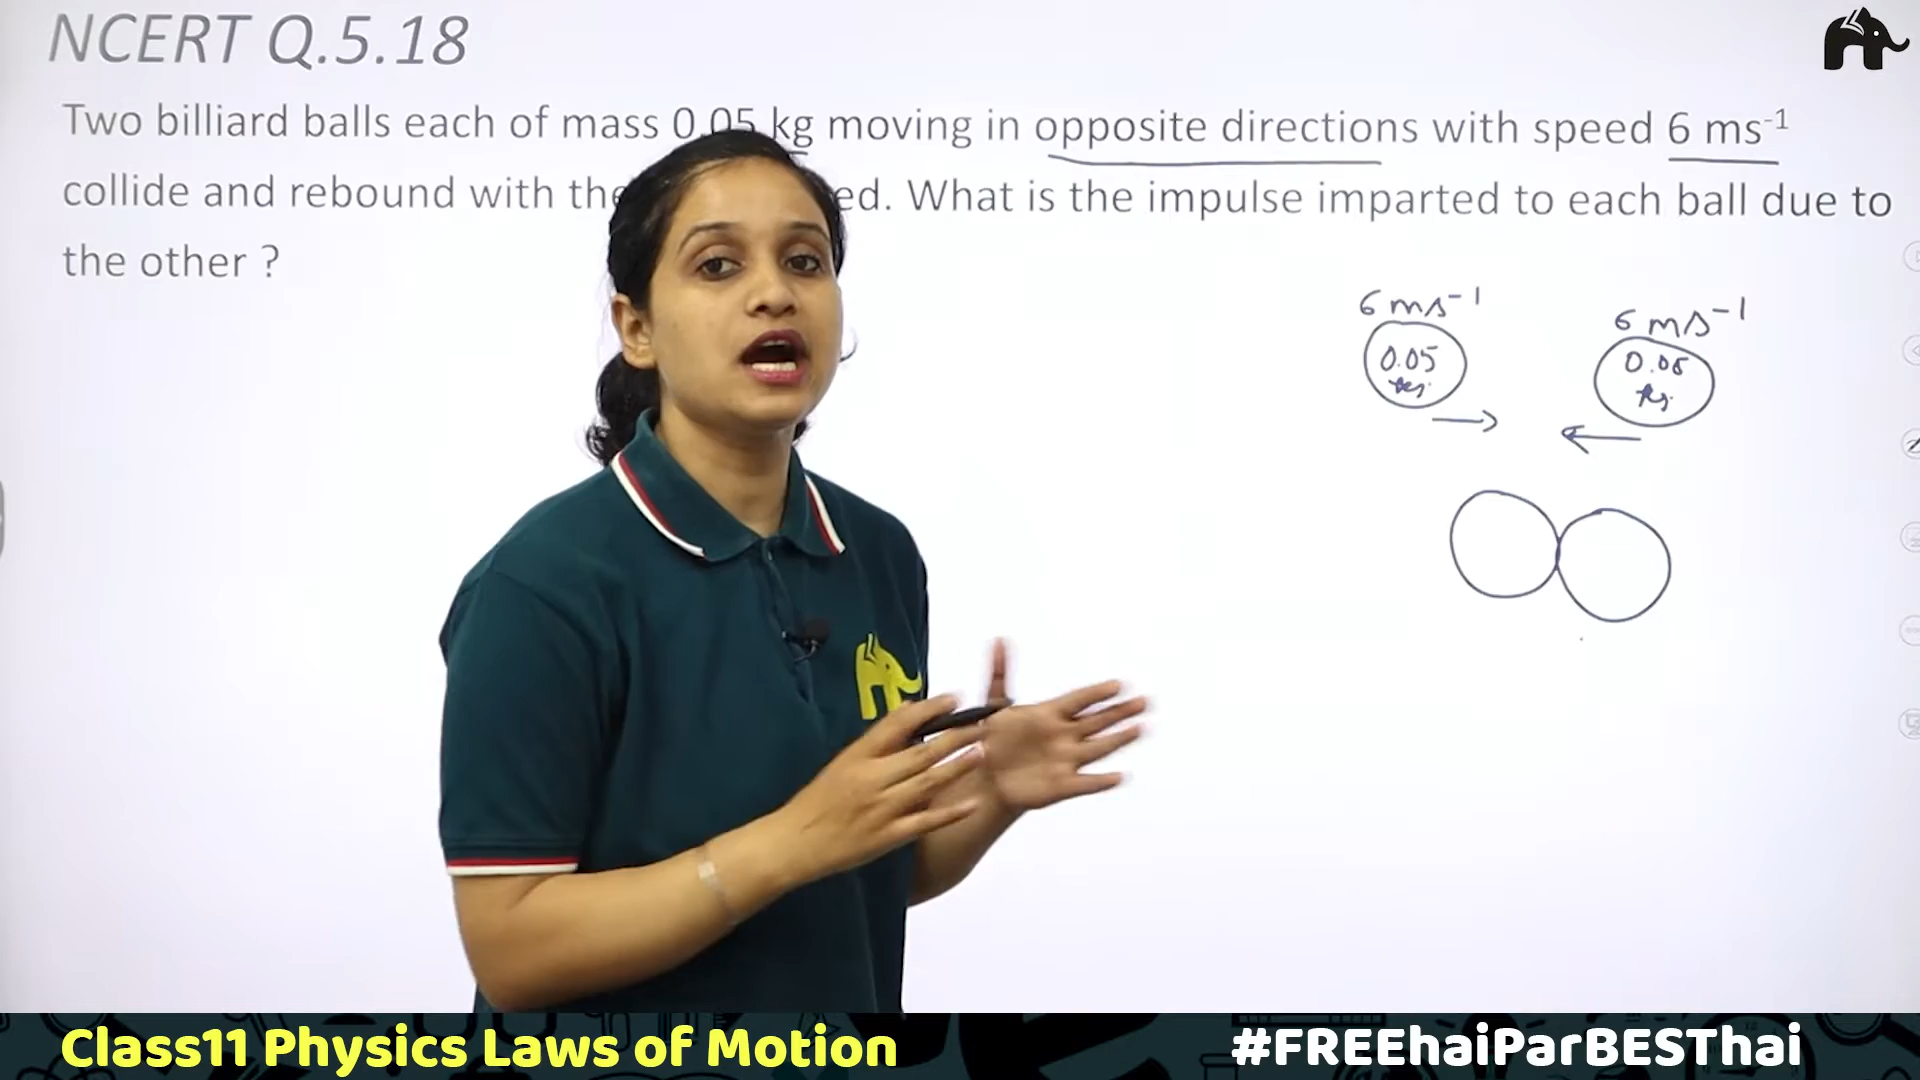 NCERT Q.5.18
Two billiard balls each of mass 0.05 kg moving in opposite directions with speed 6 ms⁻¹
collide and rebound with ed. What is the impulse imparted to each ball due to
the other ?
6 ms⁻¹
6 ms⁻¹
0.05
kg.
0.05
kg.
Class11 Physics Laws of Motion
#FREEhaiParBESThai